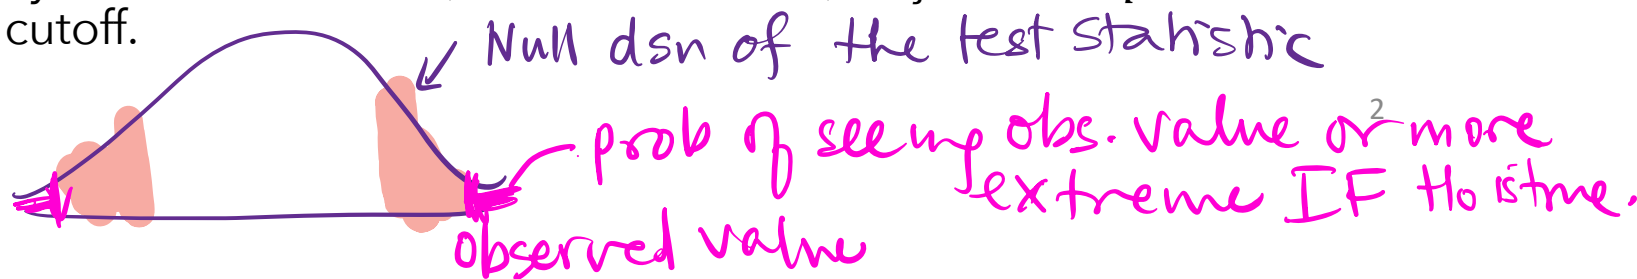 cutoff.
Null dsn of the test statistic
2
prob of seeing obs. value or more
extreme IF Ho is true.
observed value